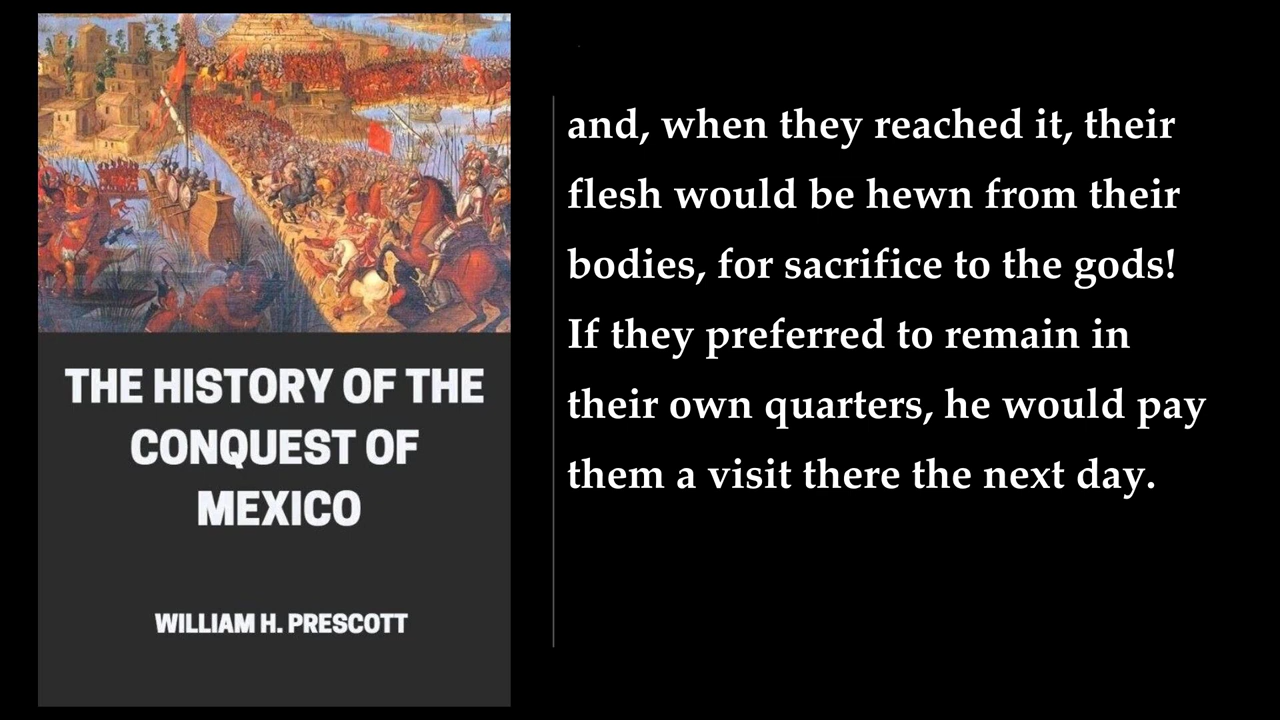 THE HISTORY OF THE
CONQUEST OF
MEXICO
WILLIAM H. PRESCOTT
and, when they reached it, their
flesh would be hewn from their
bodies, for sacrifice to the gods!
If they preferred to remain in
their own quarters, he would pay
them a visit there the next day.